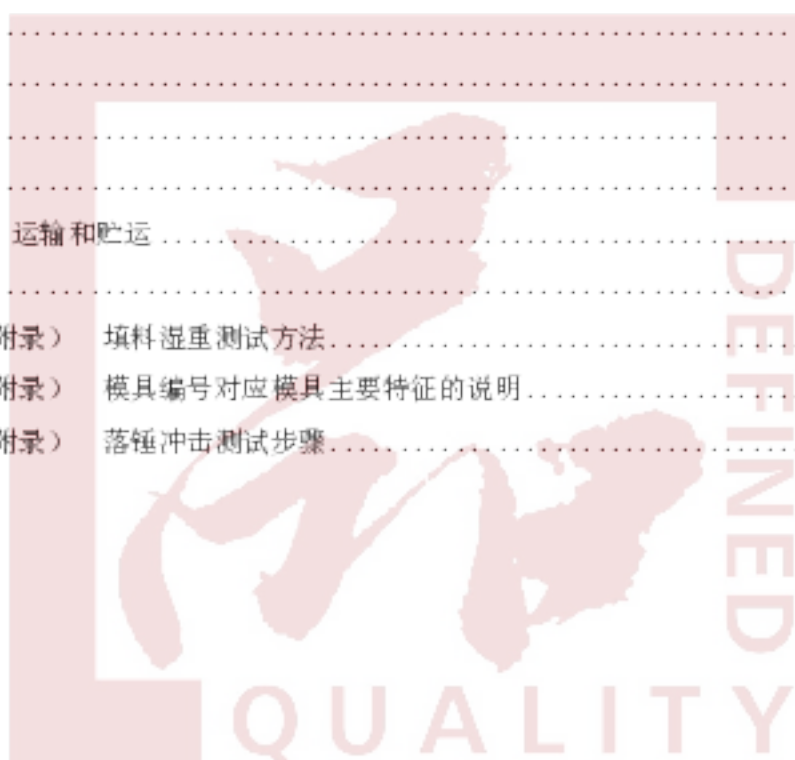 运输和贮运
附录） 填料湿重测试方法
附录） 模具编号对应模具主要特征的说明
附录） 落锤冲击测试步骤
DEFINED
QUALITY